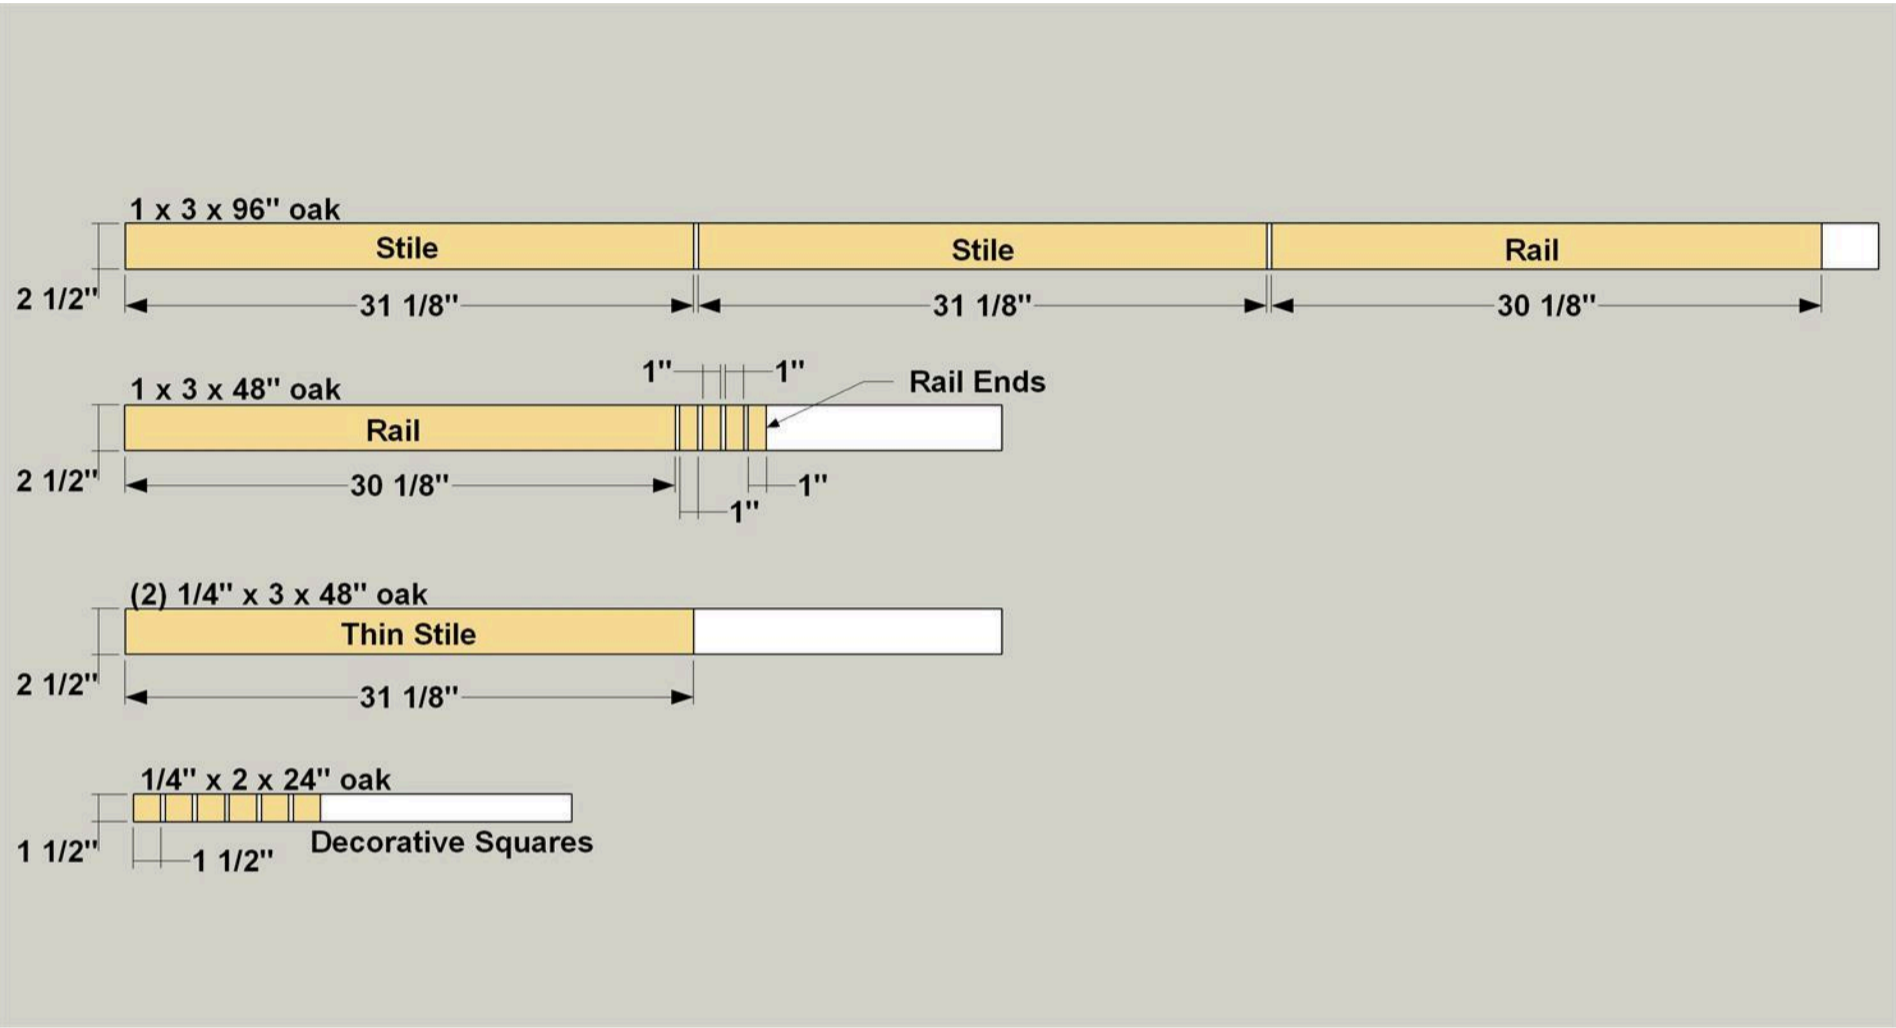 1 x 3 x 96" oak
Stile
Stile
Rail
2 1/2"
31 1/8"
31 1/8"
30 1/8"
1"
1"
Rail Ends
1 x 3 x 48" oak
Rail
2 1/2"
30 1/8"
1"
1"
(2) 1/4" x 3 x 48" oak
Thin Stile
2 1/2"
31 1/8"
1/4" x 2 x 24" oak
Decorative Squares
1 1/2"
1 1/2"